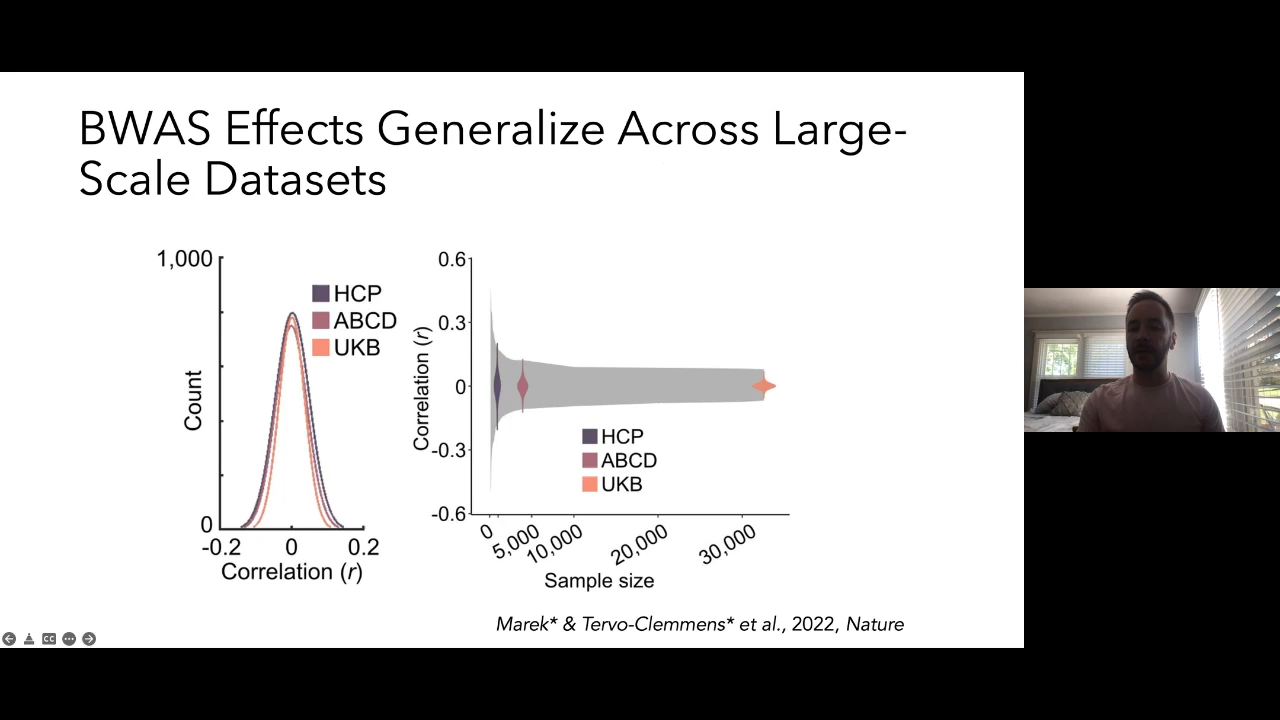 BWAS Effects Generalize Across Large-
Scale Datasets
1,000
0
Count
-0.2
0
0.2
Correlation (r)
HCP
ABCD
UKB
0.6
0.3
0
-0.3
-0.6
Correlation (r)
HCP
ABCD
UKB
0
5,000
10,000
20,000
30,000
Sample size
Marek* & Tervo-Clemmens* et al., 2022, Nature
CC